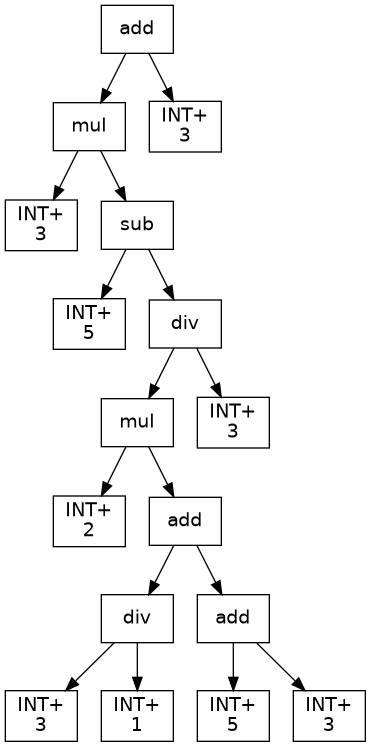 add
mul
INT+
3
INT+
3
sub
INT+
5
div
mul
INT+
3
INT+
2
add
div
add
INT+
3
INT+
1
INT+
5
INT+
3